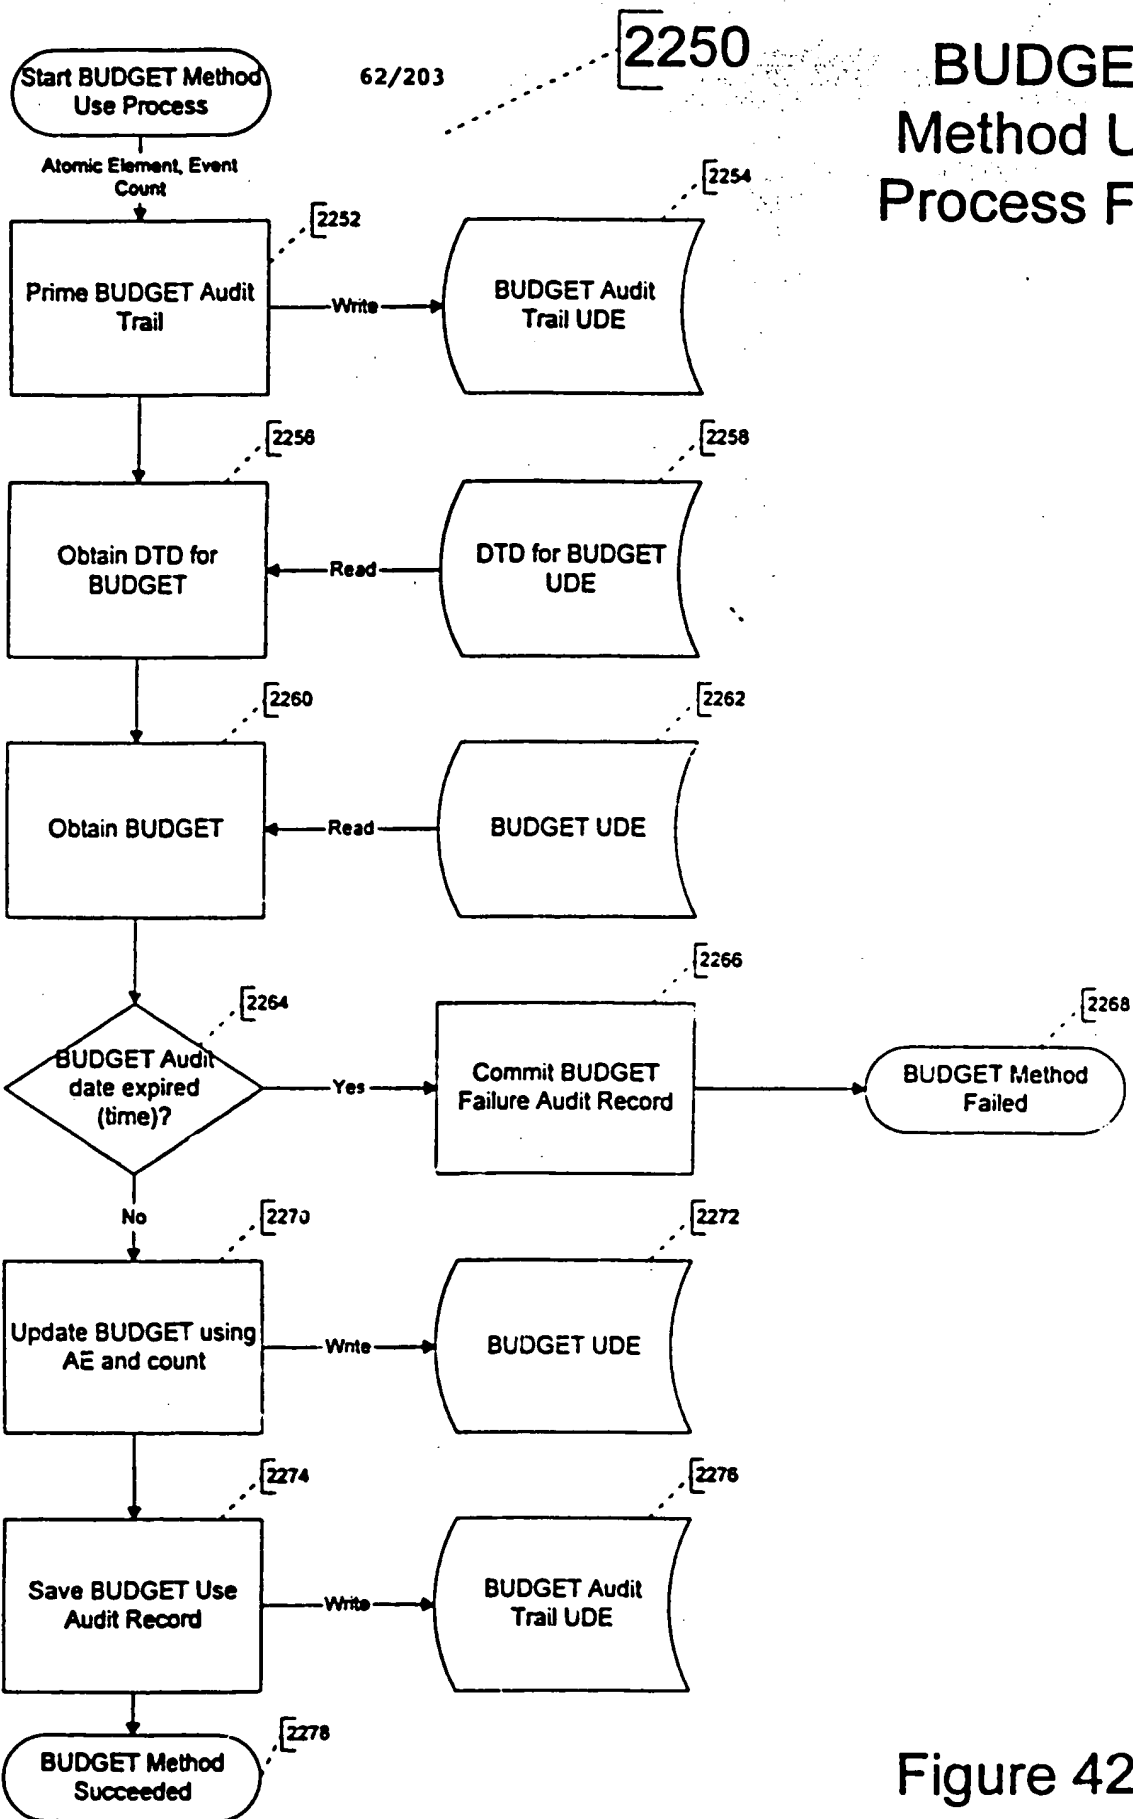 62/203
2250
BUDGE
Method U
Process F
Start BUDGET Method
Use Process
Atomic Element, Event
Count
2252
2254
Prime BUDGET Audit
Trail
Write
BUDGET Audit
Trail UDE
2256
2258
Obtain DTD for
BUDGET
Read
DTD for BUDGET
UDE
2260
2262
Obtain BUDGET
Read
BUDGET UDE
2264
2266
2268
BUDGET Audit
date expired
(time)?
Yes
Commit BUDGET
Failure Audit Record
BUDGET Method
Failed
No
2270
2272
Update BUDGET using
AE and count
Write
BUDGET UDE
2274
2276
Save BUDGET Use
Audit Record
Write
BUDGET Audit
Trail UDE
2278
BUDGET Method
Succeeded
Figure 42